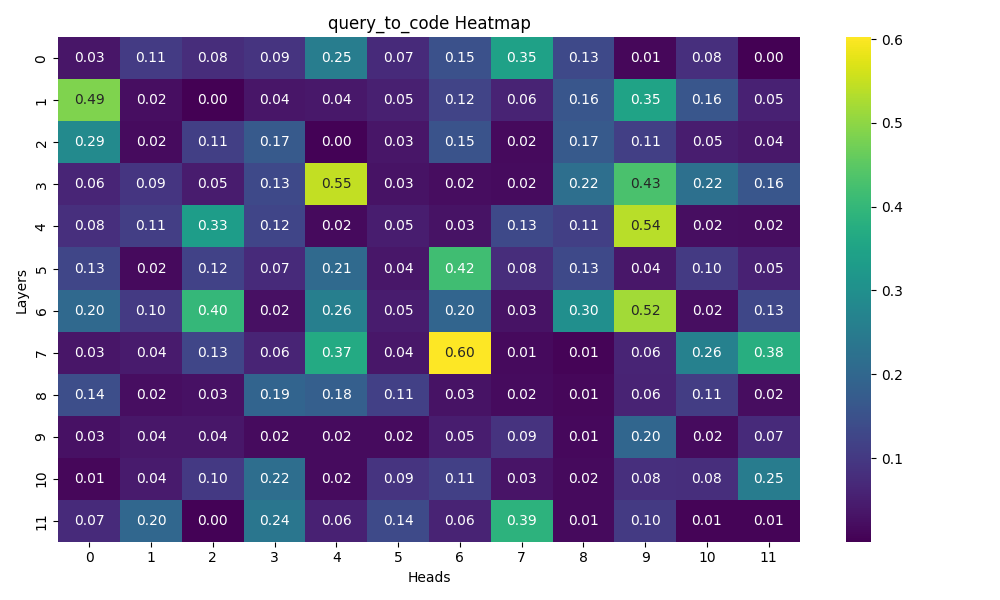 query_to_code Heatmap
0 0.03 0.11 0.08 0.09 0.25 0.07 0.15 0.35 0.13 0.01 0.08 0.00
1 0.49 0.02 0.00 0.04 0.04 0.05 0.12 0.06 0.16 0.35 0.16 0.05
2 0.29 0.02 0.11 0.17 0.00 0.03 0.15 0.02 0.17 0.11 0.05 0.04
3 0.06 0.09 0.05 0.13 0.55 0.03 0.02 0.02 0.22 0.43 0.22 0.16
4 0.08 0.11 0.33 0.12 0.02 0.05 0.03 0.13 0.11 0.54 0.02 0.02
5 0.13 0.02 0.12 0.07 0.21 0.04 0.42 0.08 0.13 0.04 0.10 0.05
6 0.20 0.10 0.40 0.02 0.26 0.05 0.20 0.03 0.30 0.52 0.02 0.13
7 0.03 0.04 0.13 0.06 0.37 0.04 0.60 0.01 0.01 0.06 0.26 0.38
8 0.14 0.02 0.03 0.19 0.18 0.11 0.03 0.02 0.01 0.06 0.11 0.02
9 0.03 0.04 0.04 0.02 0.02 0.02 0.05 0.09 0.01 0.20 0.02 0.07
10 0.01 0.04 0.10 0.22 0.02 0.09 0.11 0.03 0.02 0.08 0.08 0.25
11 0.07 0.20 0.00 0.24 0.06 0.14 0.06 0.39 0.01 0.10 0.01 0.01
0 1 2 3 4 5 6 7 8 9 10 11
Heads
Layers
0.6
0.5
0.4
0.3
0.2
0.1